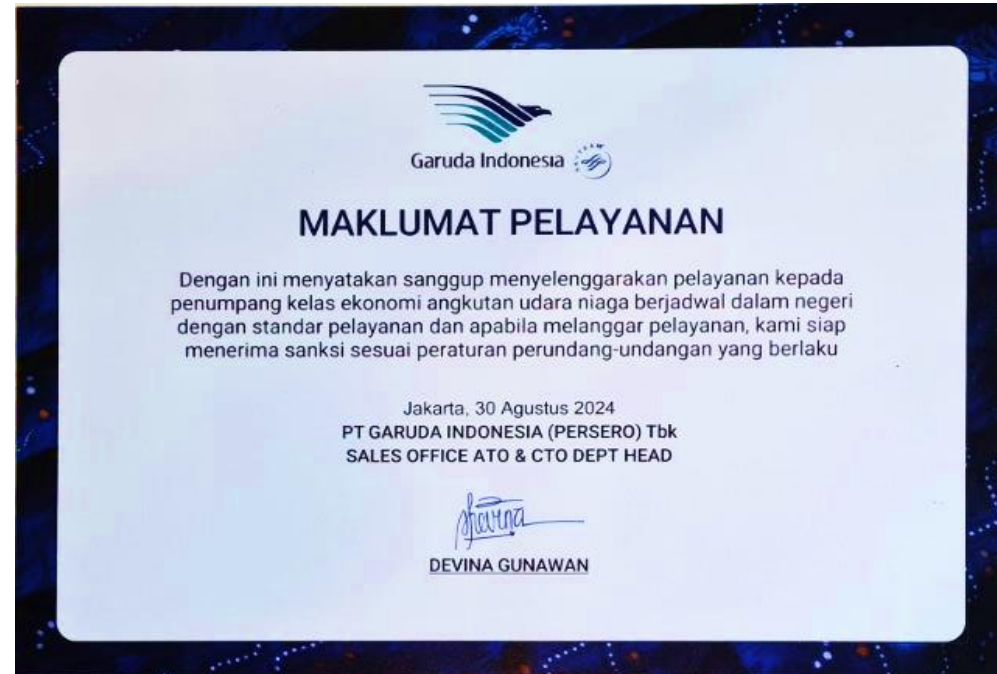 Garuda Indonesia
MAKLUMAT PELAYANAN
Dengan ini menyatakan sanggup menyelenggarakan pelayanan kepada
penumpang kelas ekonomi angkutan udara niaga berjadwal dalam negeri
dengan standar pelayanan dan apabila melanggar pelayanan, kami siap
menerima sanksi sesuai peraturan perundang-undangan yang berlaku
Jakarta, 30 Agustus 2024
PT GARUDA INDONESIA (PERSERO) Tbk
SALES OFFICE ATO & CTO DEPT HEAD
DEVINA GUNAWAN